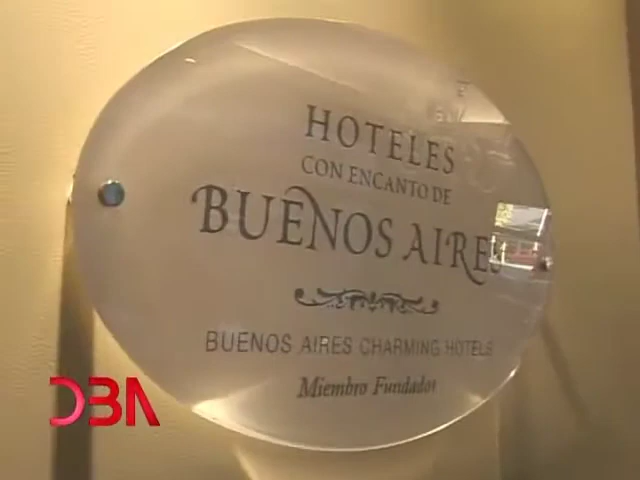 HOTELES
CON ENCANTO DE
BUENOS AIRES
BUENOS AIRES CHARMING HOTELS
Miembro Fundador
DBA